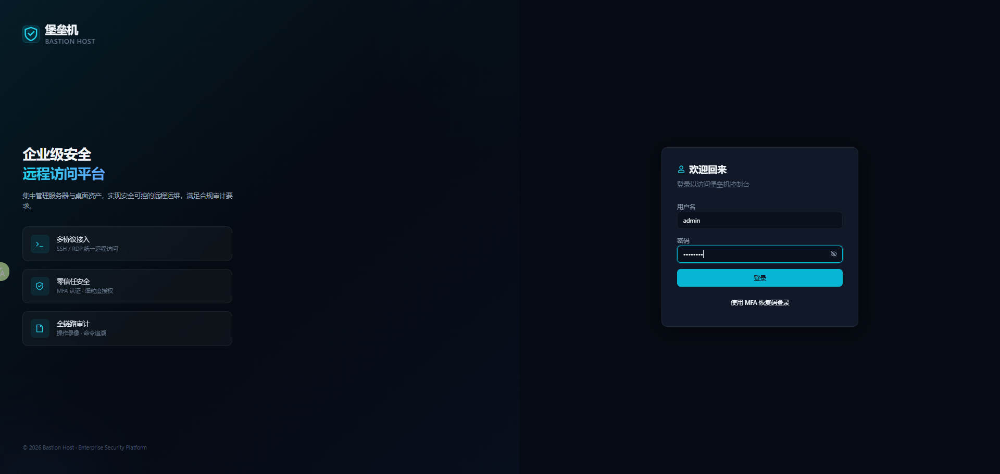 堡垒机
BASTION HOST
企业级安全
远程访问平台
集中管理服务器与桌面资产，实现安全可控的远程运维，满足合规审计要
求。
多协议接入
SSH / RDP 统一远程访问
零信任安全
MFA 认证 · 细粒度授权
全链路审计
操作录像 · 命令追溯
© 2026 Bastion Host · Enterprise Security Platform
欢迎回来
登录以访问堡垒机控制台
用户名
admin
密码
••••••••
登录
使用 MFA 恢复码登录
A